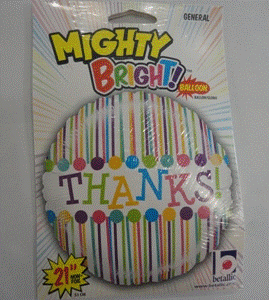 GENERAL
MIGHTY
BRIGHT!
BALLOON
THANKS!
21"
betallic